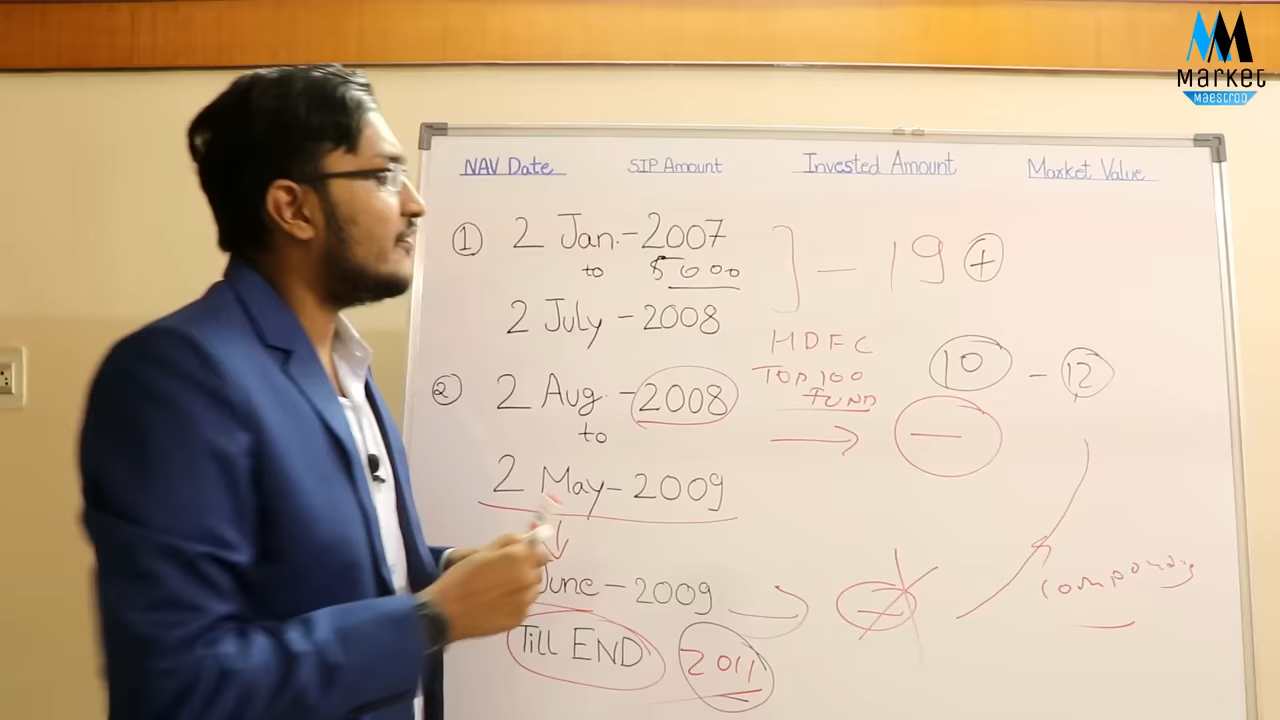 Market
Maestroo
NAV Date SIP Amount Invested Amount Market Value
1 2 Jan.-2007
to 5000
2 July - 2008
19 +
HDFC
TOP 100
FUND
10 - 12
2 2 Aug - 2008
to
2 May - 2009
June - 2009
Till END 2011